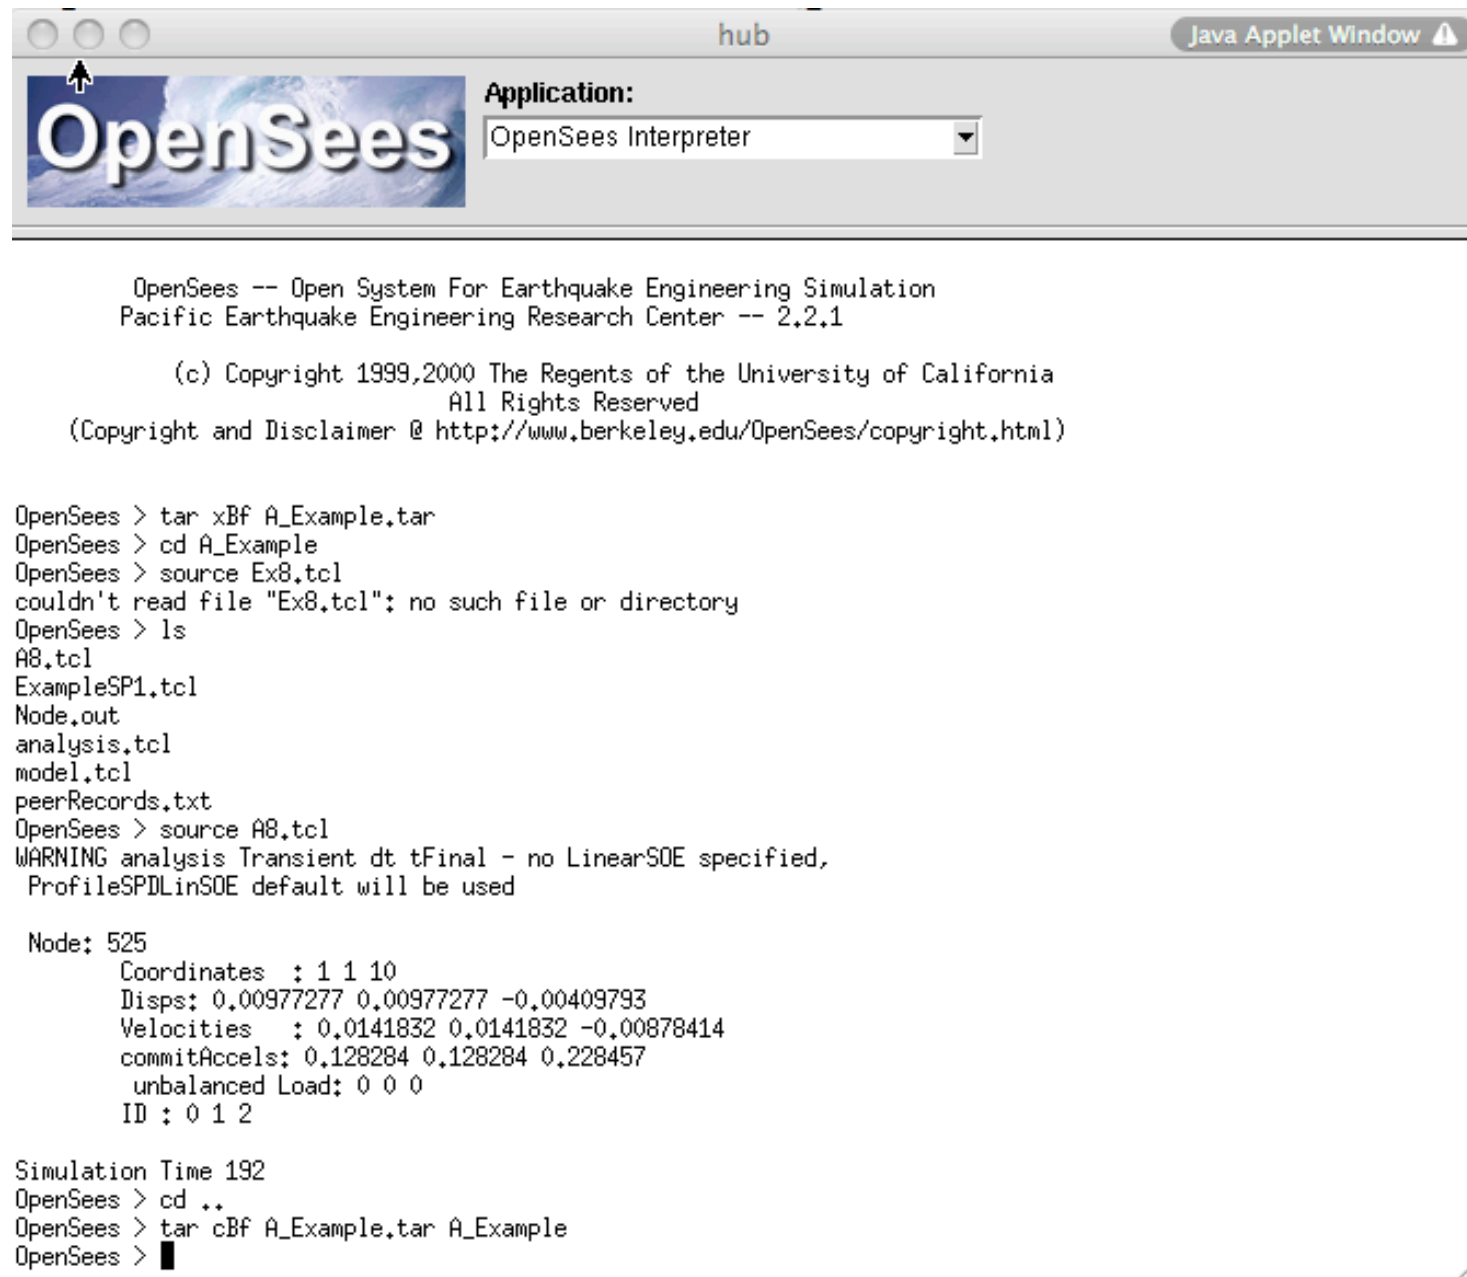 hub
Java Applet Window
OpenSees
Application:
OpenSees Interpreter
OpenSees -- Open System For Earthquake Engineering Simulation
Pacific Earthquake Engineering Research Center -- 2.2.1
(c) Copyright 1999,2000 The Regents of the University of California
All Rights Reserved
(Copyright and Disclaimer @ http://www.berkeley.edu/OpenSees/copyright.html)
OpenSees > tar xBf A_Example.tar
OpenSees > cd A_Example
OpenSees > source Ex8.tcl
couldn't read file "Ex8.tcl": no such file or directory
OpenSees > ls
A8.tcl
ExampleSP1.tcl
Node.out
analysis.tcl
model.tcl
peerRecords.txt
OpenSees > source A8.tcl
WARNING analysis Transient dt tFinal - no LinearSOE specified,
ProfileSPDLinSOE default will be used
Node: 525
Coordinates : 1 1 10
Disps: 0.00977277 0.00977277 -0.00409793
Velocities : 0.0141832 0.0141832 -0.00878414
commitAccels: 0.128284 0.128284 0.228457
unbalanced Load: 0 0 0
ID : 0 1 2
Simulation Time 192
OpenSees > cd ..
OpenSees > tar cBf A_Example.tar A_Example
OpenSees >